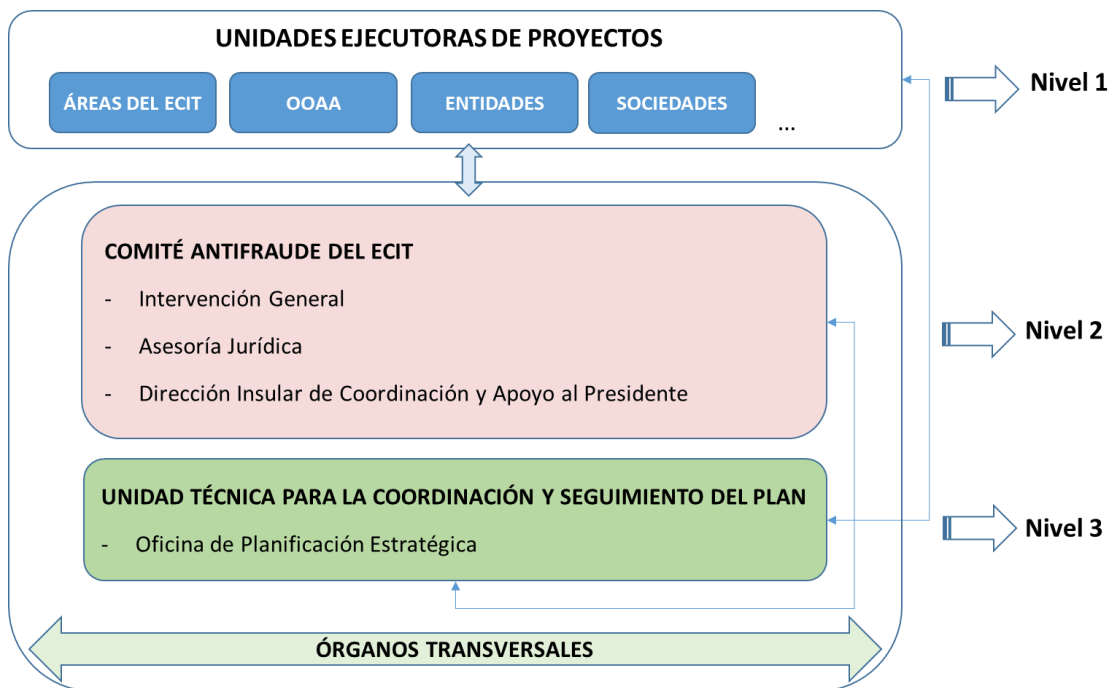 UNIDADES EJECUTORAS DE PROYECTOS
ÁREAS DEL ECIT
OOAA
ENTIDADES
SOCIEDADES
...
Nivel 1
COMITÉ ANTIFRAUDE DEL ECIT
- Intervención General
- Asesoría Jurídica
- Dirección Insular de Coordinación y Apoyo al Presidente
Nivel 2
UNIDAD TÉCNICA PARA LA COORDINACIÓN Y SEGUIMIENTO DEL PLAN
- Oficina de Planificación Estratégica
Nivel 3
ÓRGANOS TRANSVERSALES